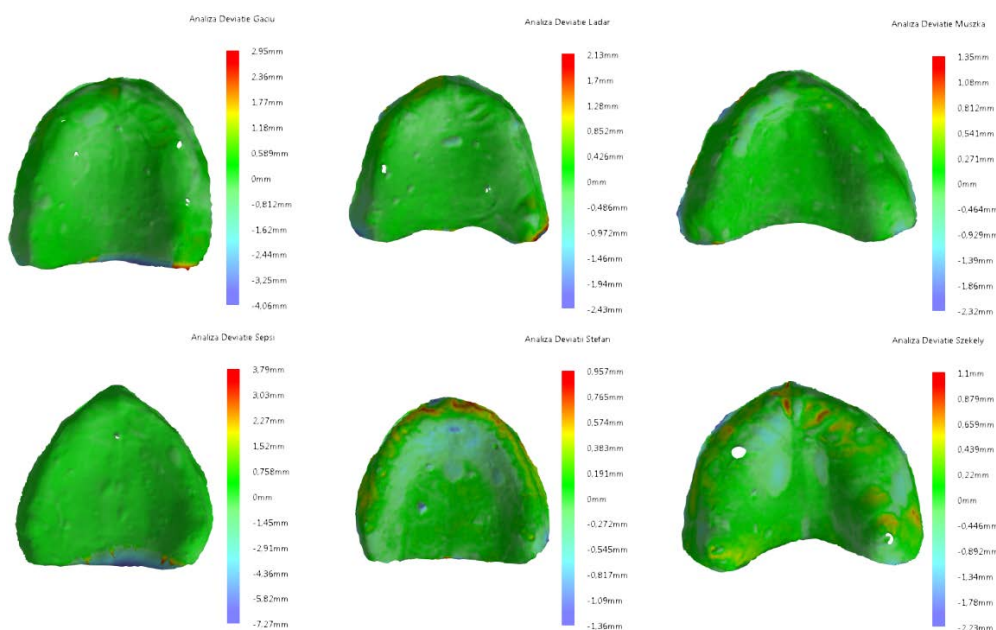 Analiza Deviatie Gaciu
2.95mm
2.36mm
1.77mm
1.18mm
0.589mm
0mm
-0.812mm
-1.62mm
-2.44mm
-3.25mm
-4.06mm
Analiza Deviatie Ladar
2.13mm
1.7mm
1.28mm
0.852mm
0.426mm
0mm
-0.486mm
-0.972mm
-1.46mm
-1.94mm
-2.43mm
Analiza Deviatie Muszka
1.35mm
1.08mm
0.812mm
0.541mm
0.271mm
0mm
-0.464mm
-0.929mm
-1.39mm
-1.86mm
-2.32mm
Analiza Deviatie Sepsi
3.79mm
3.03mm
2.27mm
1.52mm
0.758mm
0mm
-1.45mm
-2.91mm
-4.36mm
-5.82mm
-7.27mm
Analiza Deviatii Stefan
0.957mm
0.765mm
0.574mm
0.383mm
0.191mm
0mm
-0.272mm
-0.545mm
-0.817mm
-1.09mm
-1.36mm
Analiza Deviatie Szekely
1.1mm
0.879mm
0.659mm
0.439mm
0.22mm
0mm
-0.446mm
-0.892mm
-1.34mm
-1.78mm
-2.23mm